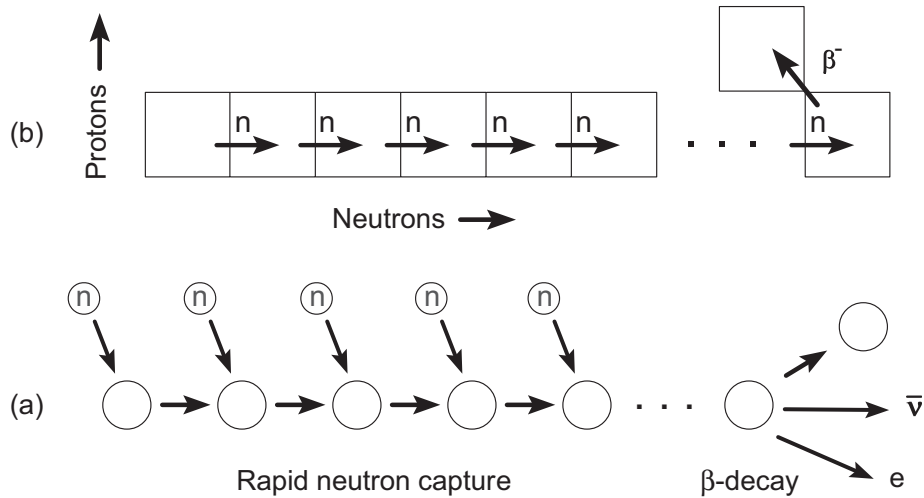 Protons
(b)
n n n n n . . . n
β⁻
Neutrons
n n n n n
(a)
. . .
ν̅
e
Rapid neutron capture
β-decay